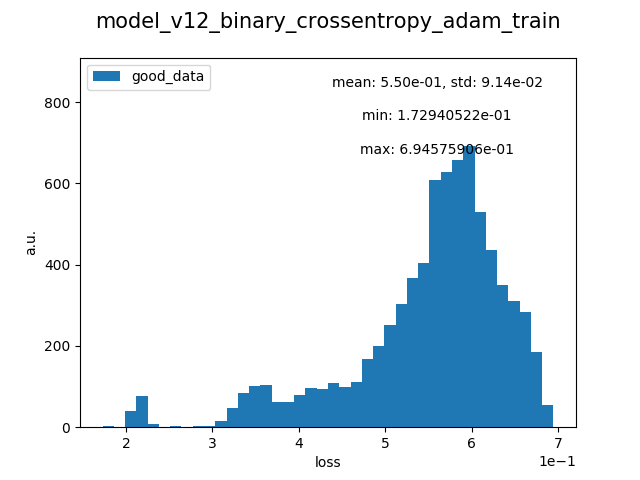 model_v12_binary_crossentropy_adam_train
good_data
mean: 5.50e-01, std: 9.14e-02
min: 1.72940522e-01
max: 6.94575906e-01
800
600
400
200
0
a.u.
2 3 4 5 6 7
1e−1
loss